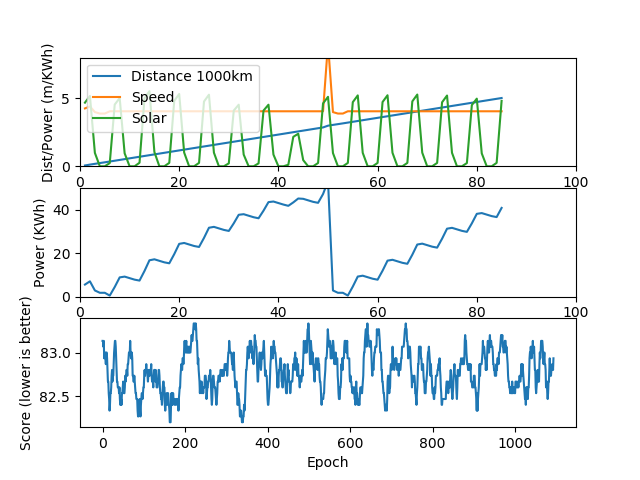 Dist/Power (m/KWh)
5
0
Distance 1000km
Speed
Solar
0 20 40 60 80 100
Power (KWh)
40
20
0
0 20 40 60 80 100
Score (lower is better)
83.0
82.5
0 200 400 600 800 1000
Epoch